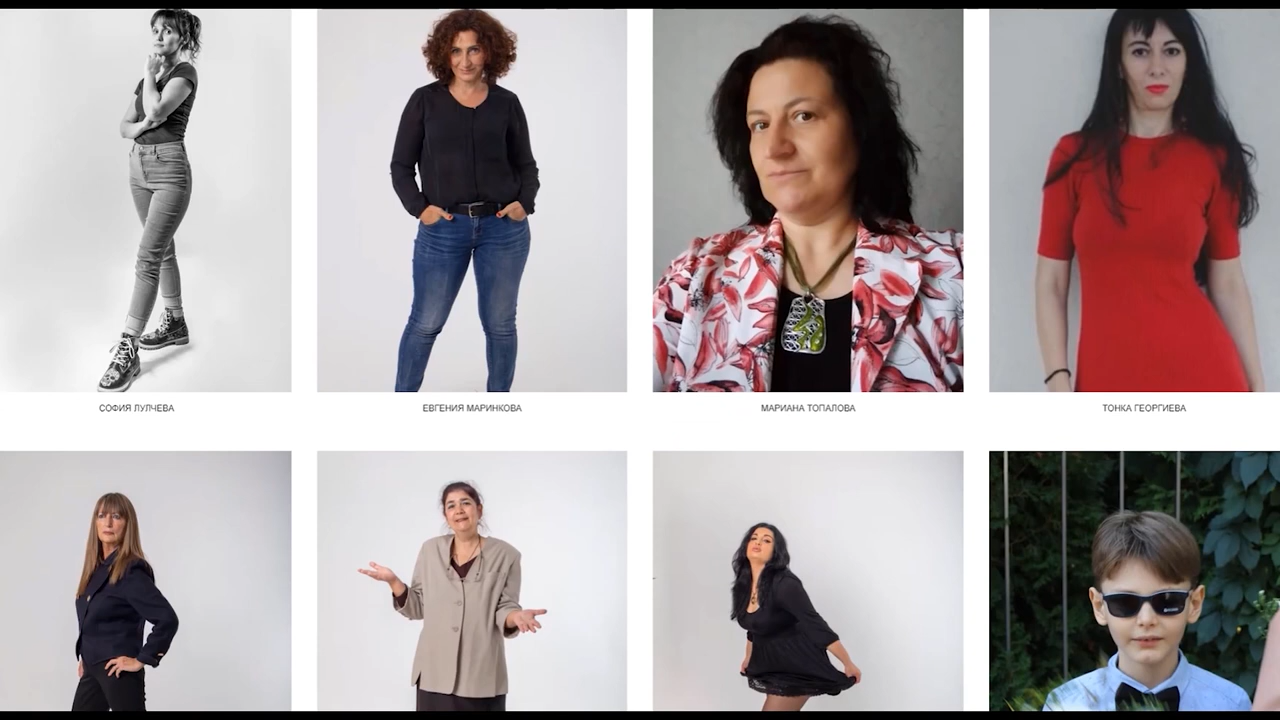 СОФИЯ ЛУЛЧЕВА
ЕВГЕНИЯ МАРИНКОВА
МАРИАНА ТОПАЛОВА
ТОНКА ГЕОРГИЕВА